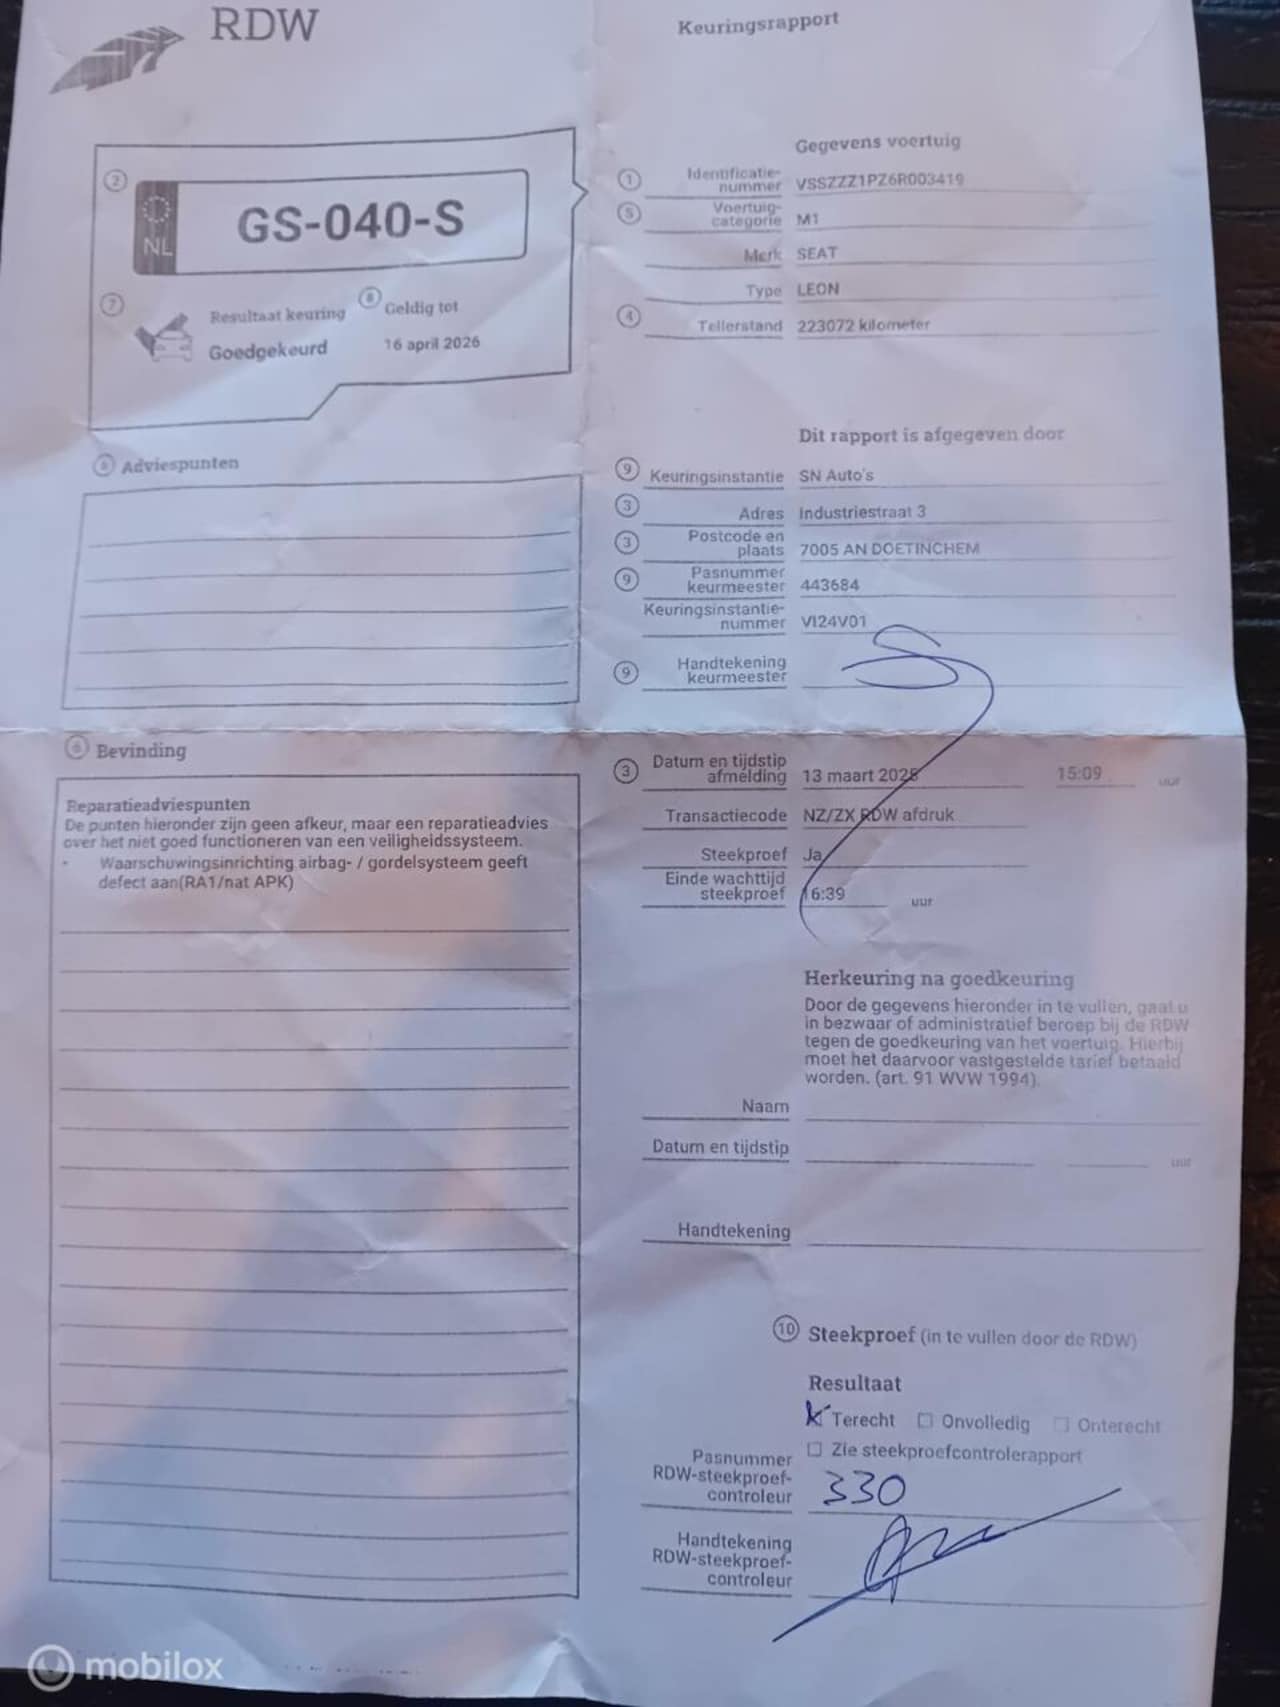 RDW
Keuringsrapport
2
NL
GS-040-S
7
Resultaat keuring
Goedgekeurd
8
Geldig tot
16 april 2026
Gegevens voertuig
1
Identificatie-
nummer
VSSZZZ1PZ6R003419
5
Voertuig-
categorie
M1
Merk
SEAT
Type
LEON
4
Tellerstand
223072 kilometer
6
Adviespunten
Dit rapport is afgegeven door
9
Keuringsinstantie
SN Auto's
3
Adres
Industriestraat 3
3
Postcode en
plaats
7005 AN DOETINCHEM
9
Pasnummer
keurmeester
443684
Keuringsinstantie-
nummer
VI24V01
9
Handtekening
keurmeester
6
Bevinding
Reparatieadviespunten
De punten hieronder zijn geen afkeur, maar een reparatieadvies
over het niet goed functioneren van een veiligheidssysteem.
- Waarschuwingsinrichting airbag- / gordelsysteem geeft
defect aan(RA1/nat APK)
3
Datum en tijdstip
afmelding
13 maart 2025
15:09
uur
Transactiecode
NZ/ZX RDW afdruk
Steekproef
Ja
Einde wachttijd
steekproef
16:39
uur
Herkeuring na goedkeuring
Door de gegevens hieronder in te vullen, gaat u
in bezwaar of administratief beroep bij de RDW
tegen de goedkeuring van het voertuig. Hierbij
moet het daarvoor vastgestelde tarief betaald
worden. (art. 91 WVW 1994).
Naam
Datum en tijdstip
uur
Handtekening
10
Steekproef (in te vullen door de RDW)
Resultaat
Terecht
Onvolledig
Onterecht
Zie steekproefcontrolerapport
Pasnummer
RDW-steekproef-
controleur
330
Handtekening
RDW-steekproef-
controleur
mobilox